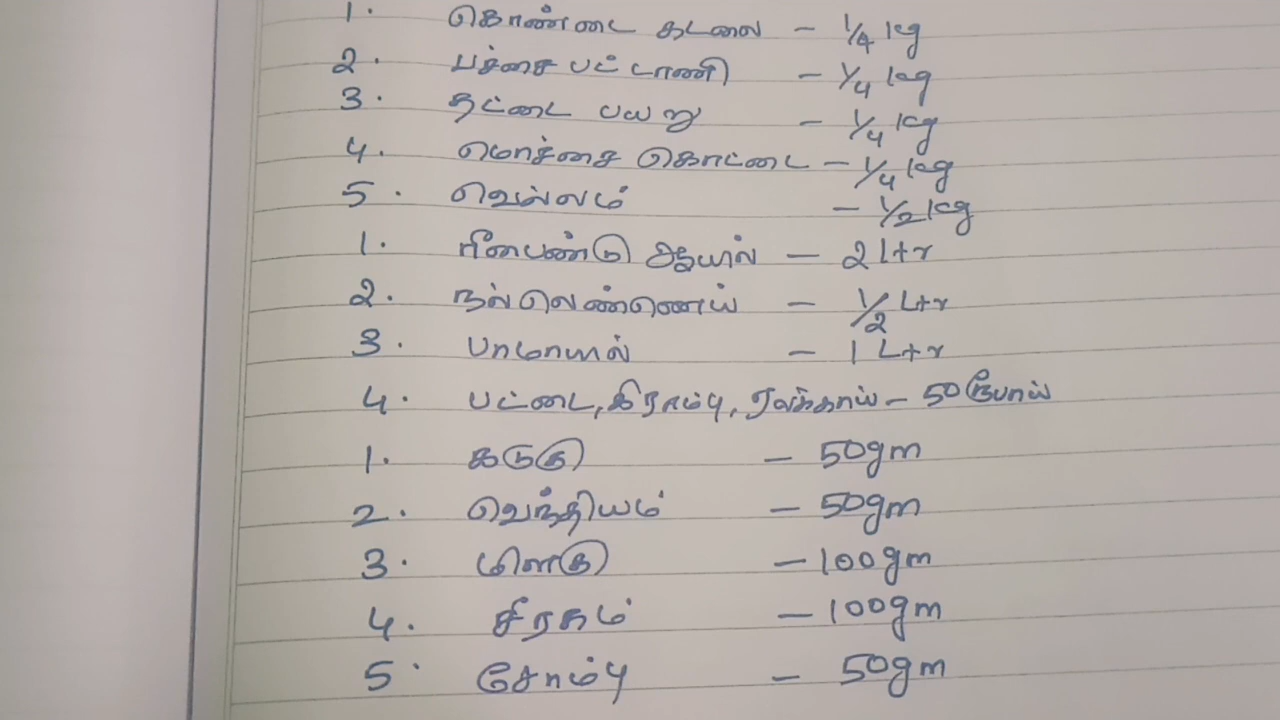 1. கொண்டை கடலை - 1/4 kg
2. பச்சை பட்டாணி - 1/4 kg
3. தட்டை பயறு - 1/4 kg
4. மொச்சை கொட்டை - 1/4 kg
5. வெல்லம் - 1/2 kg
1. ரீபைண்டு ஆயில் - 2 ltr
2. நல்லெண்ணெய் - 1/2 Ltr
3. பாமாயில் - 1 Ltr
4. பட்டை, கிராம்பு, ஏலக்காய் - 50 ரூபாய்
1. கடுகு - 50gm
2. வெந்தியம் - 50gm
3. மிளகு - 100gm
4. சீரகம் - 100gm
5. சோம்பு - 50gm